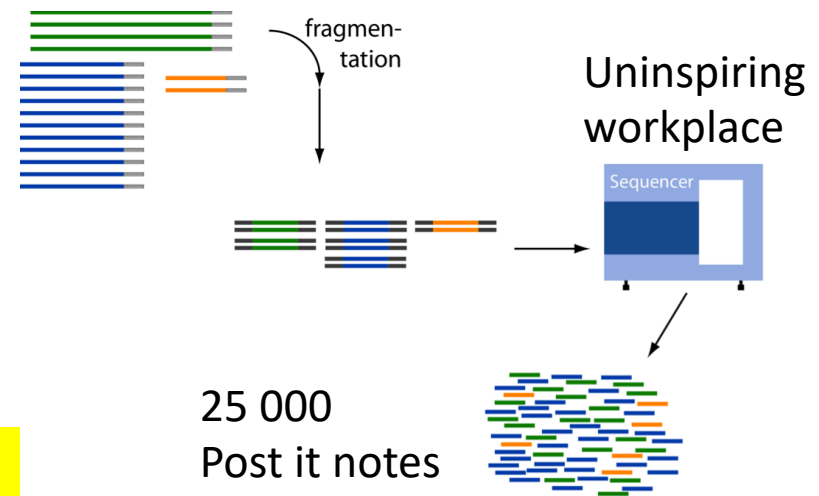 fragmen-
tation
Uninspiring
workplace
Sequencer
25 000
Post it notes